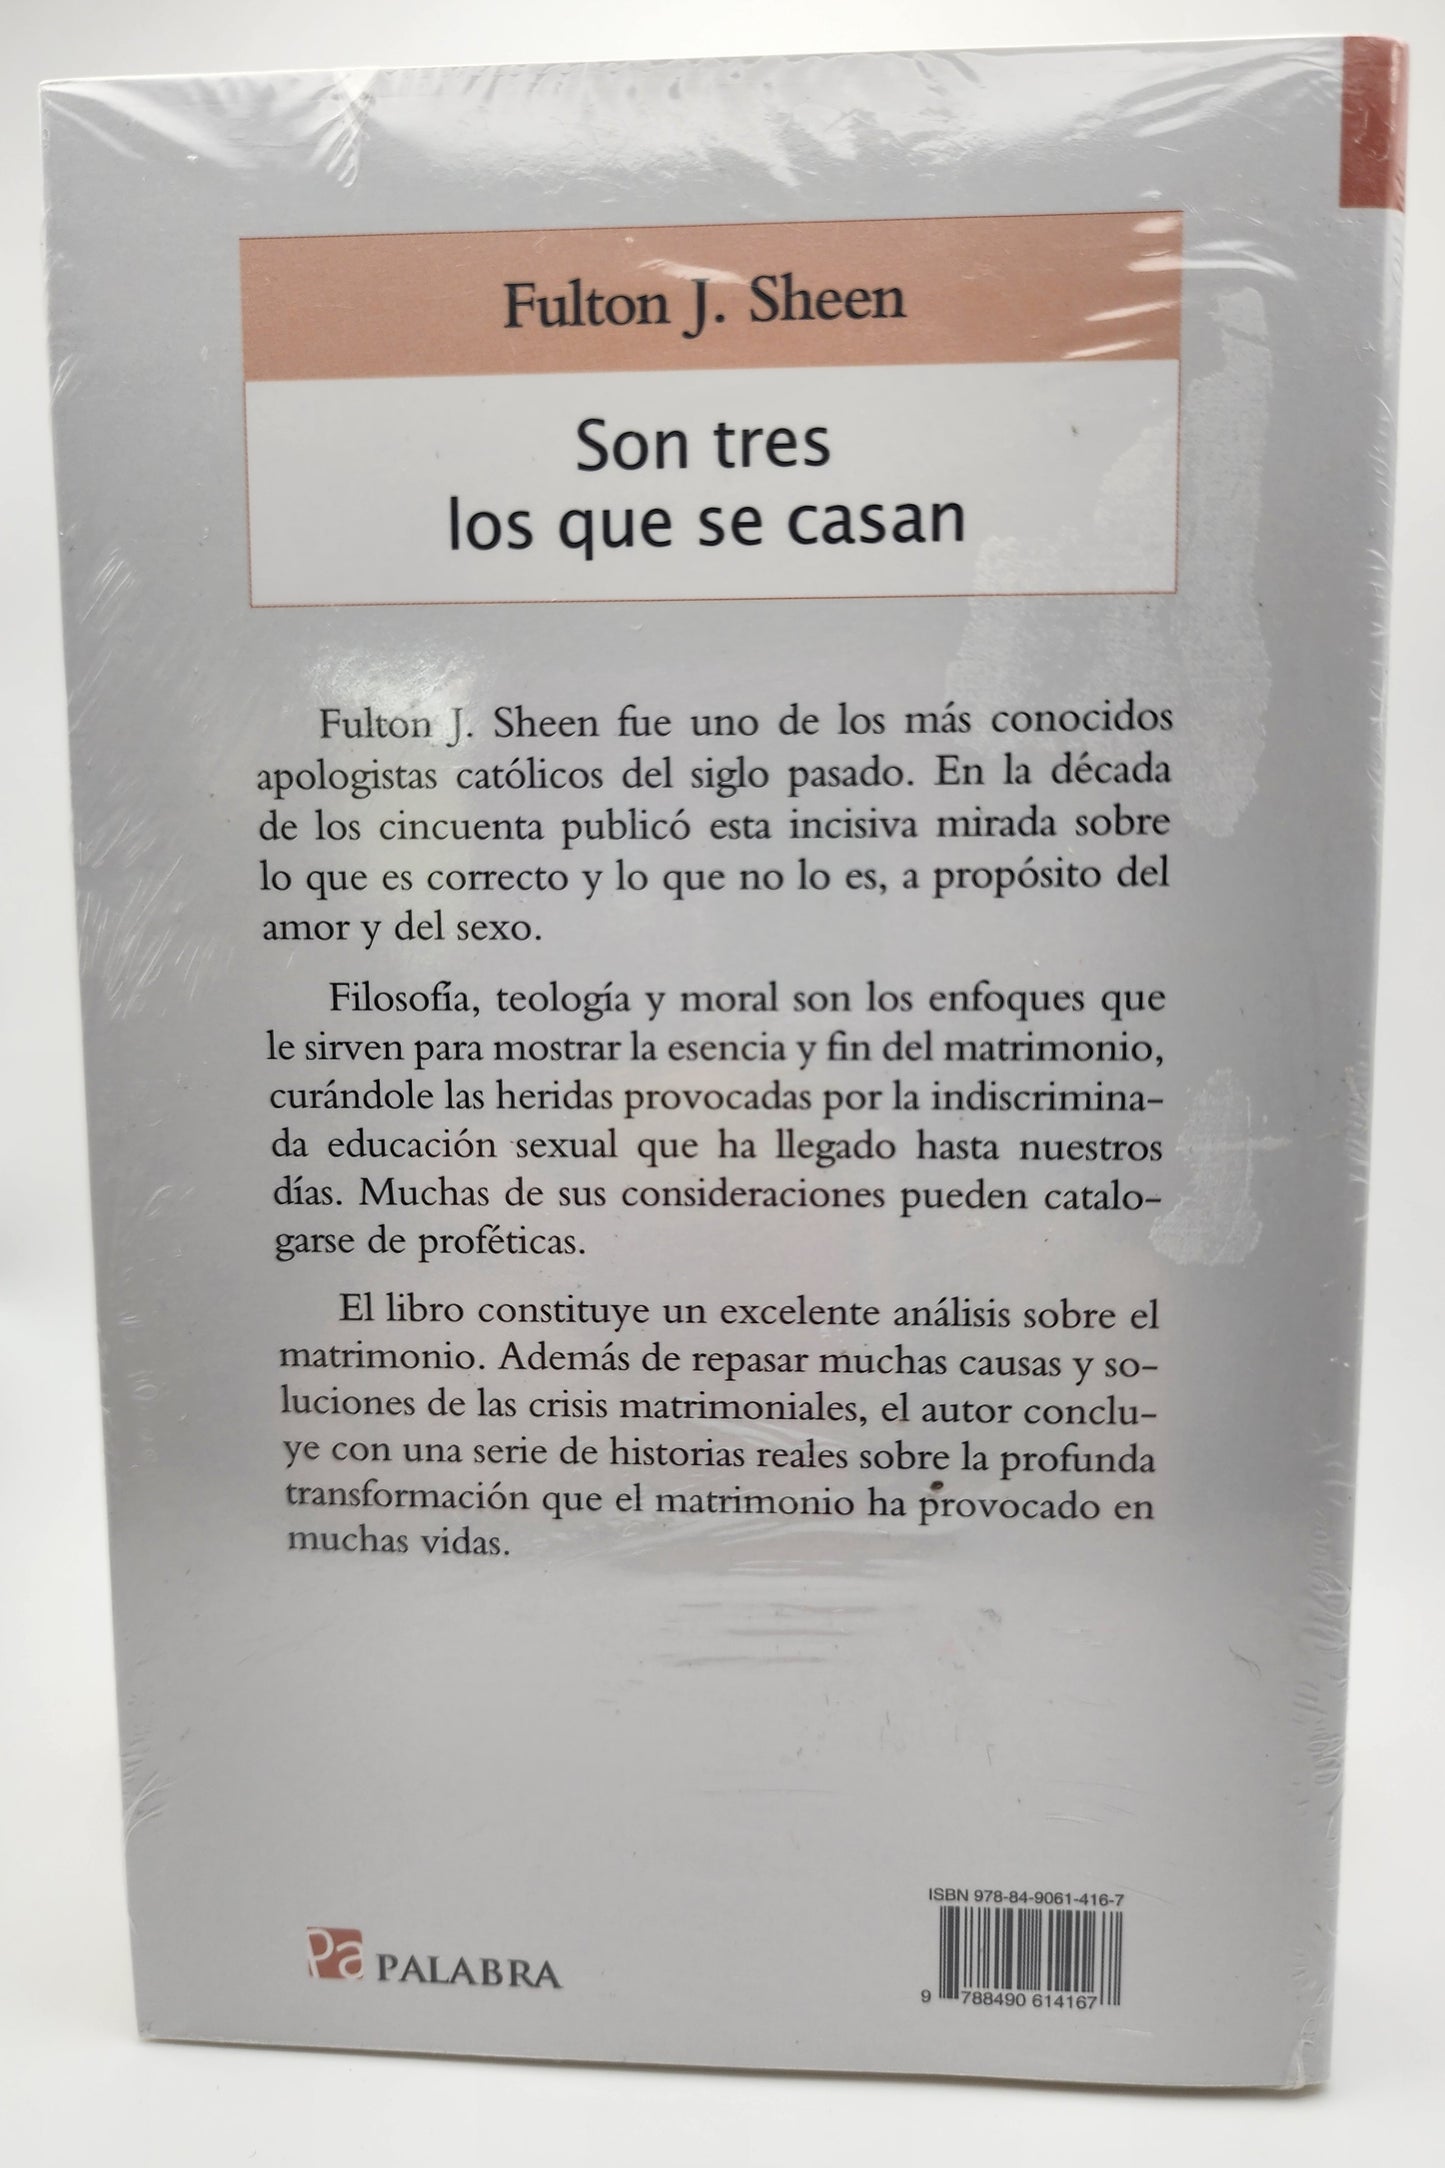 Fulton J. Sheen
Son tres
los que se casan
Fulton J. Sheen fue uno de los más conocidos
apologistas católicos del siglo pasado. En la década
de los cincuenta publicó esta incisiva mirada sobre
lo que es correcto y lo que no lo es, a propósito del
amor y del sexo.
Filosofía, teología y moral son los enfoques que
le sirven para mostrar la esencia y fin del matrimonio,
curándole las heridas provocadas por la indiscrimina-
da educación sexual que ha llegado hasta nuestros
días. Muchas de sus consideraciones pueden catalo-
garse de proféticas.
El libro constituye un excelente análisis sobre el
matrimonio. Además de repasar muchas causas y so-
luciones de las crisis matrimoniales, el autor conclu-
ye con una serie de historias reales sobre la profunda
transformación que el matrimonio ha provocado en
muchas vidas.
ISBN 978-84-9061-416-7
Pa PALABRA
9 788490 614167